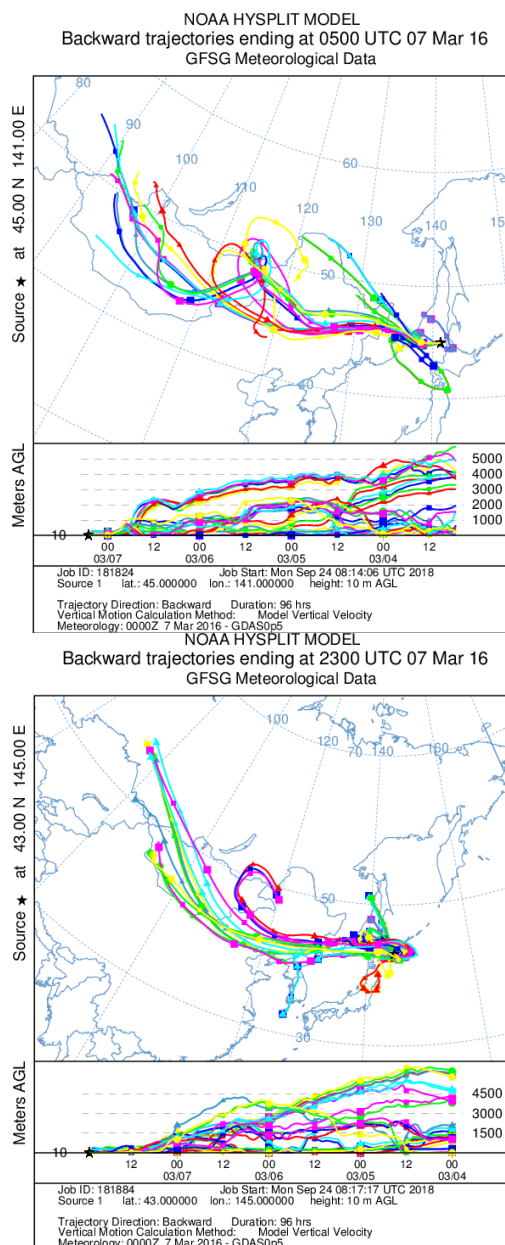 NOAA HYSPLIT MODEL
Backward trajectories ending at 0500 UTC 07 Mar 16
GFSG Meteorological Data
Source ★ at 45.00 N 141.00 E
80
90
100
110
120
130
140
15
60
50
40
Meters AGL
10
5000
4000
3000
2000
1000
00 12 00 12 00 12 00 12
03/07 03/06 03/05 03/04
Job ID: 181824 Job Start: Mon Sep 24 08:14:06 UTC 2018
Source 1 lat.: 45.000000 lon.: 141.000000 height: 10 m AGL
Trajectory Direction: Backward Duration: 96 hrs
Vertical Motion Calculation Method: Model Vertical Velocity
Meteorology: 0000Z 7 Mar 2016 - GDAS0p5
NOAA HYSPLIT MODEL
Backward trajectories ending at 2300 UTC 07 Mar 16
GFSG Meteorological Data
Source ★ at 43.00 N 145.00 E
100
120
70
140
160
50
30
Meters AGL
10
4500
3000
1500
12 00 12 00 12 00 12 00
03/07 03/06 03/05 03/04
Job ID: 181884 Job Start: Mon Sep 24 08:17:17 UTC 2018
Source 1 lat.: 43.000000 lon.: 145.000000 height: 10 m AGL
Trajectory Direction: Backward Duration: 96 hrs
Vertical Motion Calculation Method: Model Vertical Velocity
Meteorology: 0000Z 7 Mar 2016 - GDAS0p5